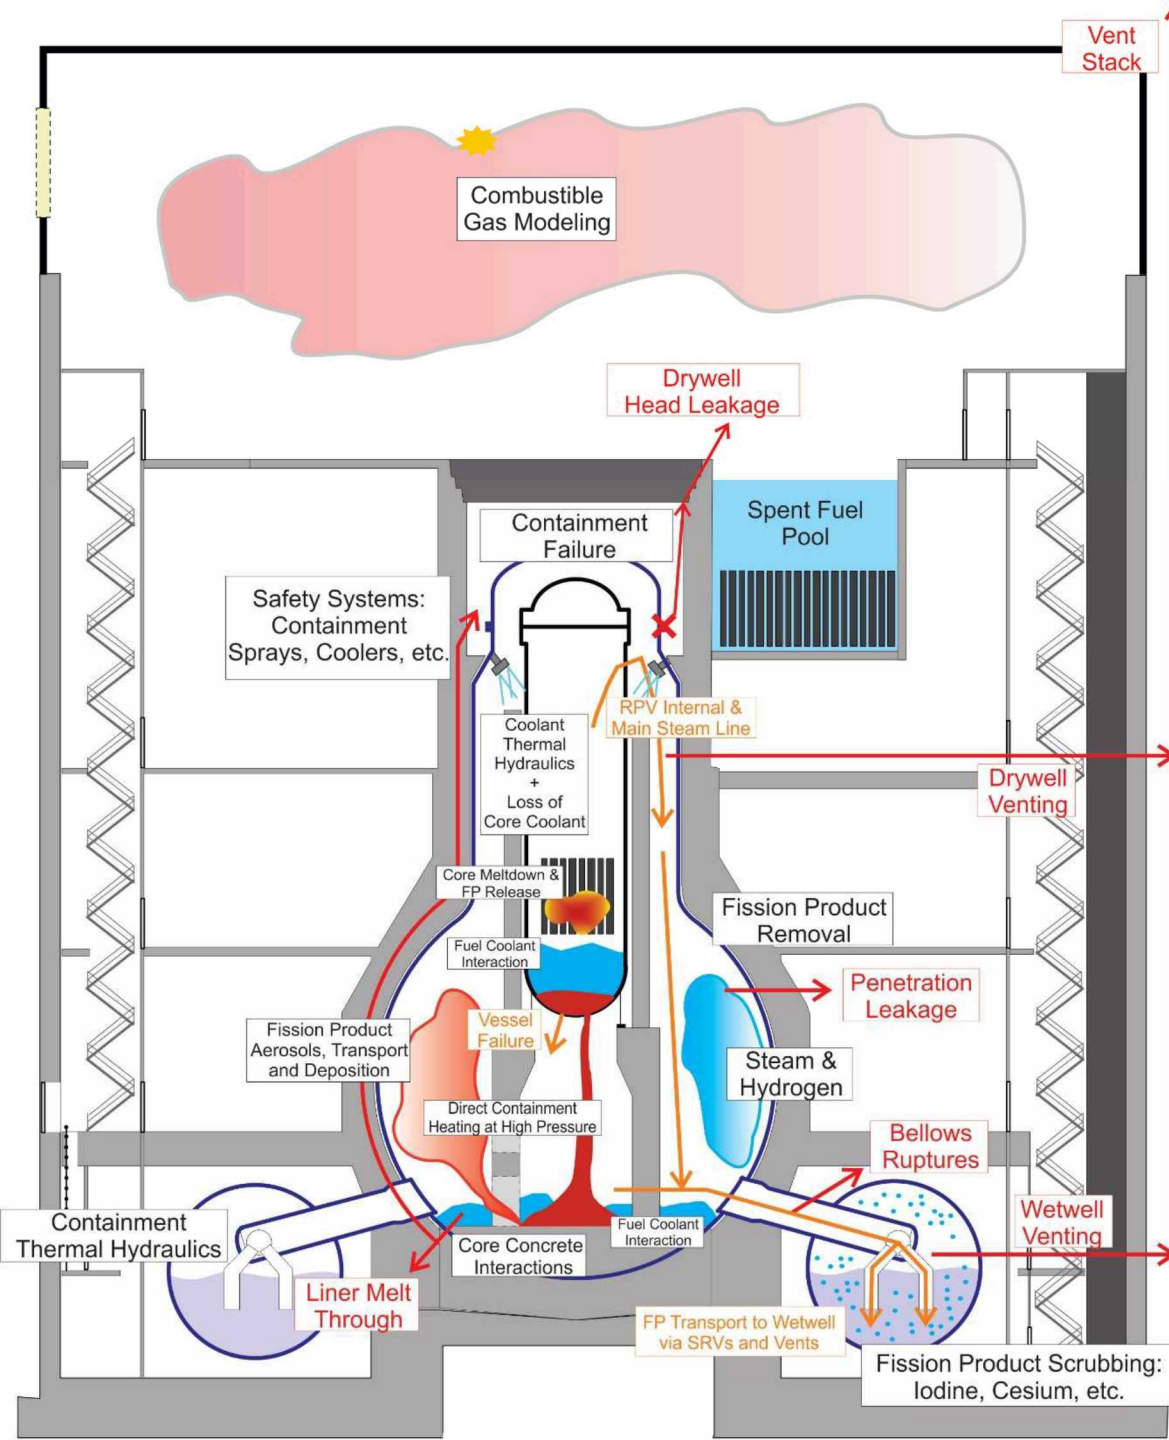 Vent
Stack
Combustible
Gas Modeling
Drywell
Head Leakage
Containment
Failure
Spent Fuel
Pool
Safety Systems:
Containment
Sprays, Coolers, etc.
RPV Internal &
Main Steam Line
Coolant
Thermal
Hydraulics
+
Loss of
Core Coolant
Drywell
Venting
Core Meltdown &
FP Release
Fission Product
Removal
Fuel Coolant
Interaction
Penetration
Leakage
Vessel
Failure
Fission Product
Aerosols, Transport
and Deposition
Steam &
Hydrogen
Direct Containment
Heating at High Pressure
Bellows
Ruptures
Containment
Thermal Hydraulics
Wetwell
Venting
Fuel Coolant
Interaction
Core Concrete
Interactions
Liner Melt
Through
FP Transport to Wetwell
via SRVs and Vents
Fission Product Scrubbing:
Iodine, Cesium, etc.